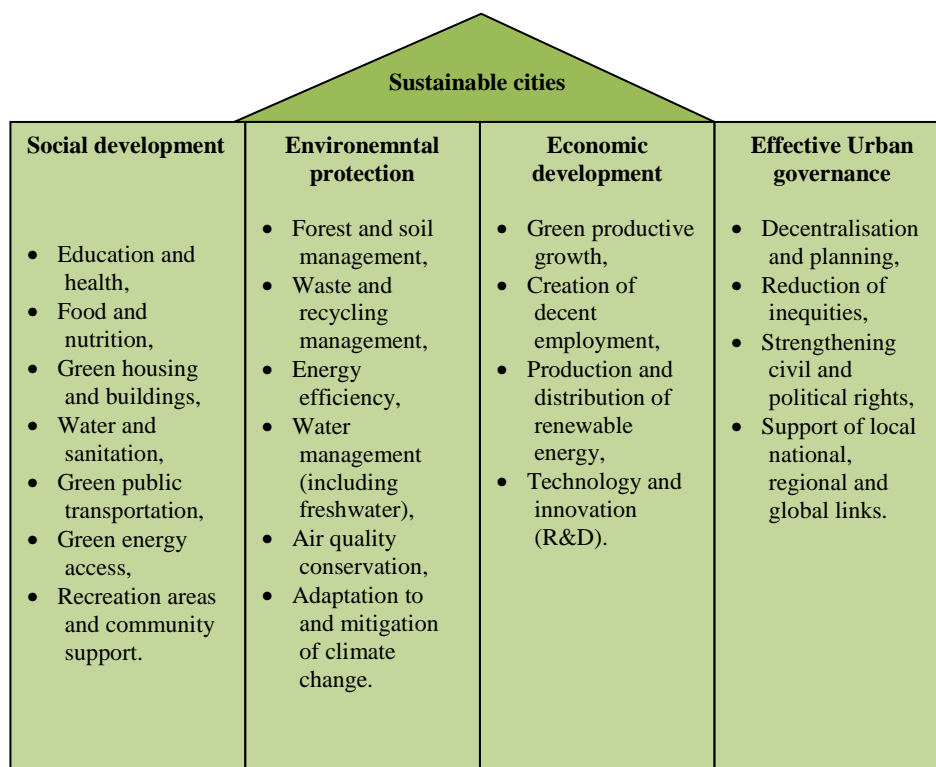 Sustainable cities
Social development
• Education and
health,
• Food and
nutrition,
• Green housing
and buildings,
• Water and
sanitation,
• Green public
transportation,
• Green energy
access,
• Recreation areas
and community
support.
Environemntal
protection
• Forest and soil
management,
• Waste and
recycling
management,
• Energy
efficiency,
• Water
management
(including
freshwater),
• Air quality
conservation,
• Adaptation to
and mitigation
of climate
change.
Economic
development
• Green productive
growth,
• Creation of
decent
employment,
• Production and
distribution of
renewable
energy,
• Technology and
innovation
(R&D).
Effective Urban
governance
• Decentralisation
and planning,
• Reduction of
inequities,
• Strengthening
civil and
political rights,
• Support of local
national,
regional and
global links.